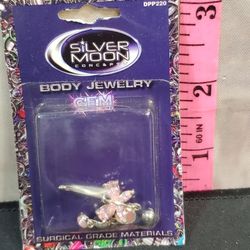 DPP220
SILVER
MOON
CONCEPT
BODY JEWELRY
GEM
SURGICAL GRADE MATERIALS
1
2
3
60 IN